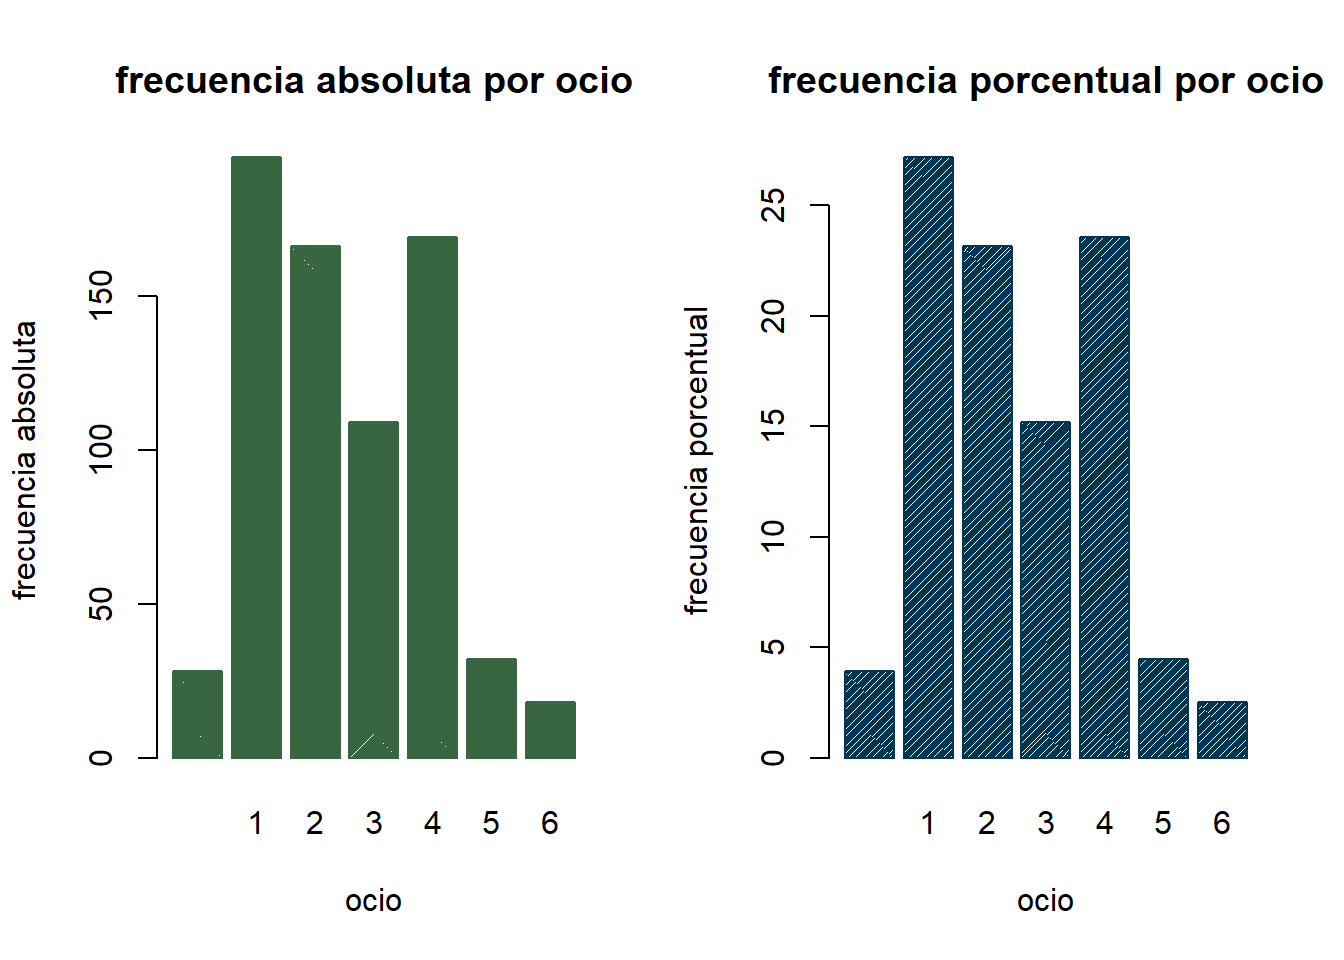 frecuencia absoluta por ocio
frecuencia absoluta
150
100
50
0
1 2 3 4 5 6
ocio
frecuencia porcentual por ocio
frecuencia porcentual
25
20
15
10
5
0
1 2 3 4 5 6
ocio